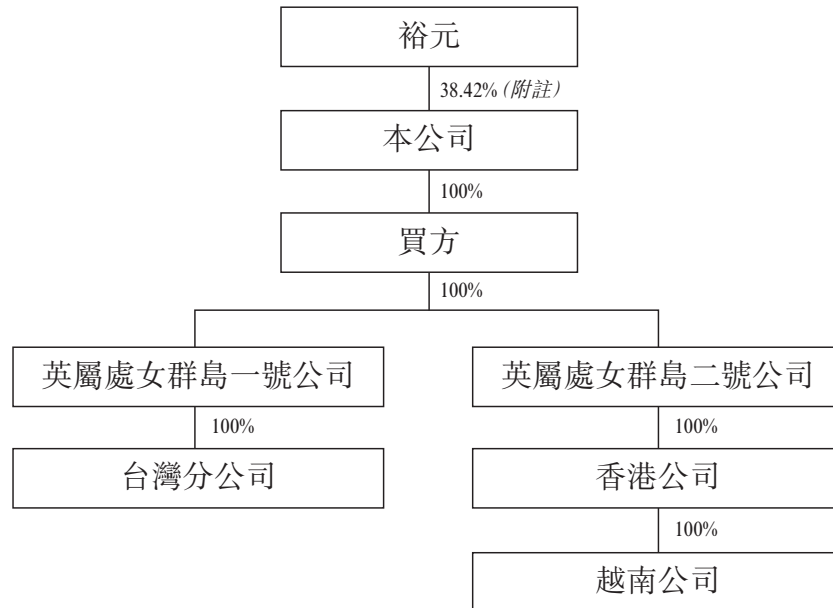 裕元
38.42% (附註)
本公司
100%
買方
100%
英屬處女群島一號公司
英屬處女群島二號公司
100%
100%
台灣分公司
香港公司
100%
越南公司